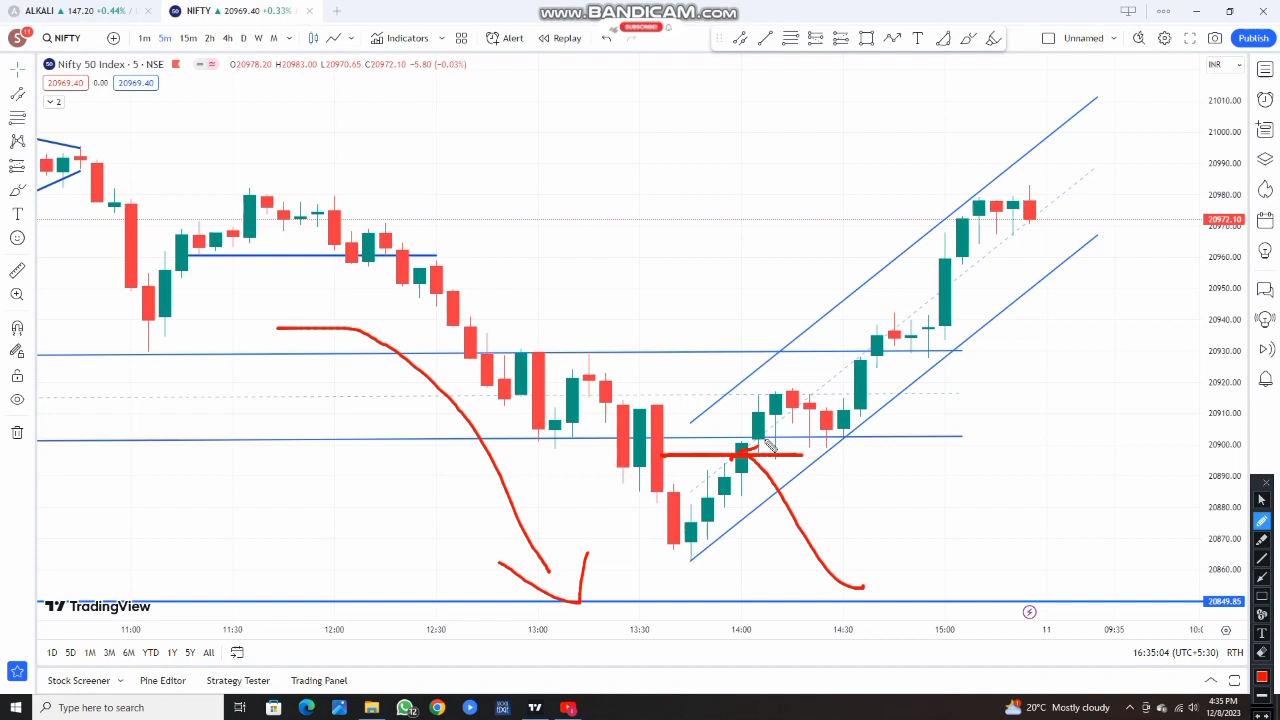 ALKALI ▲ 147.20 +0.44% / L
NIFTY ▲ 20969.40 +0.33%
www.BANDICAM.com
SUBSCRIBE
S 11 NIFTY 1m 5m 15m 4h D W M Indicators Alert Replay Unnamed Publish
Nifty 50 Index · 5 · NSE O20978.20 H20983.00 L20970.65 C20972.10 -5.80 (-0.03%) INR
20969.40 0.00 20969.40
2
21010.00
21000.00
20990.00
20980.00
20972.10
20970.00
20960.00
20950.00
20940.00
20930.00
20920.00
20910.00
20900.00
20890.00
20880.00
20870.00
20860.00
20849.85
TradingView
11:00 11:30 12:00 12:30 13:00 13:30 14:00 14:30 15:00 11 09:35
1D 5D 1M 3M 6M YTD 1Y 5Y All 16:35:04 (UTC+5:30) RTH
Stock Screener Pine Editor Strategy Tester Trading Panel
Type here to search 20°C Mostly cloudy 4:35 PM
12/8/2023